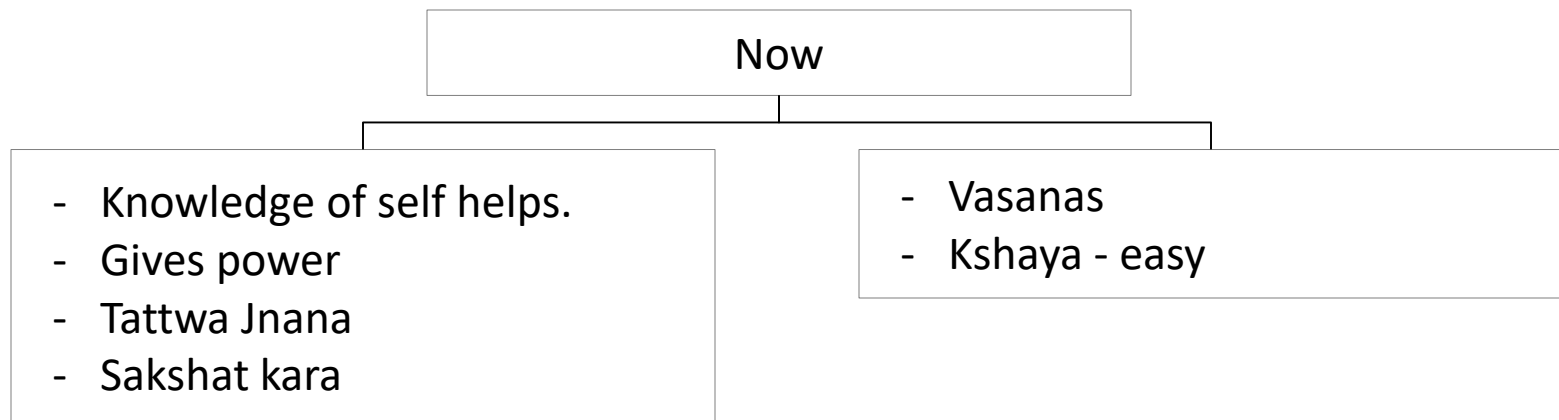 Now
- Knowledge of self helps.
- Gives power
- Tattwa Jnana
- Sakshat kara
- Vasanas
- Kshaya - easy